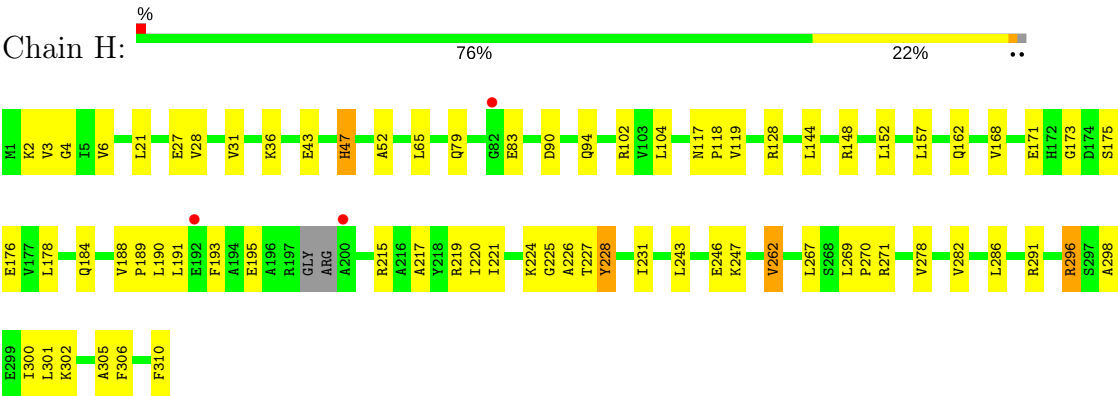 %
Chain H:
76% 22% ••
M1 K2 V3 G4 I5 V6 L21 E27 V28 V31 K36 E43 H47 A52 L65 Q79 G82 E83 D90 Q94 R102 V103 L104 N117 P118 V119 R128 L144 R148 L152 L157 Q162 V168 E171 H172 G173 D174 S175
E176 V177 L178 Q184 V188 P189 L190 L191 E192 F193 A194 E195 A196 R197 GLY ARG A200 R215 A216 A217 Y218 R219 I220 I221 K224 G225 A226 T227 Y228 I231 L243 E246 K247 V262 L267 S268 L269 P270 R271 V278 V282 L286 R291 R296 S297 A298
E299 I300 L301 K302 A305 F306 F310